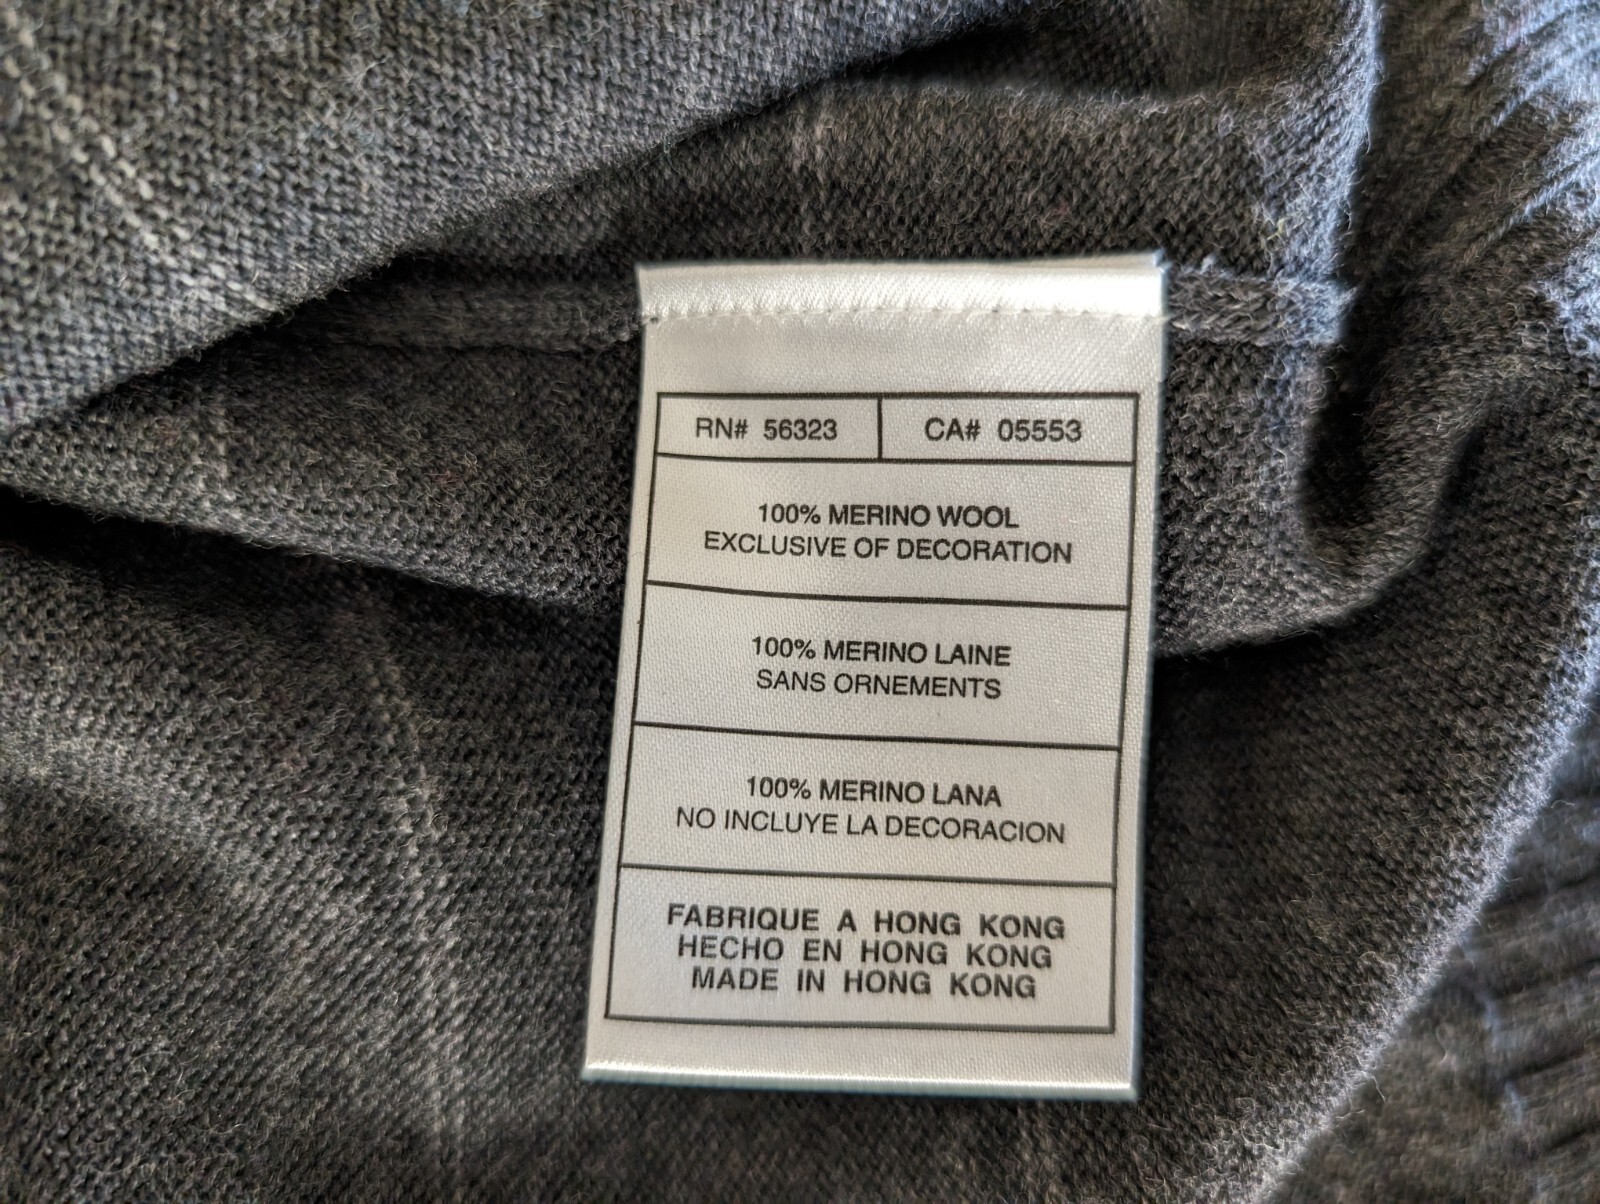 RN# 56323 CA# 05553
100% MERINO WOOL
EXCLUSIVE OF DECORATION
100% MERINO LAINE
SANS ORNEMENTS
100% MERINO LANA
NO INCLUYE LA DECORACION
FABRIQUE A HONG KONG
HECHO EN HONG KONG
MADE IN HONG KONG